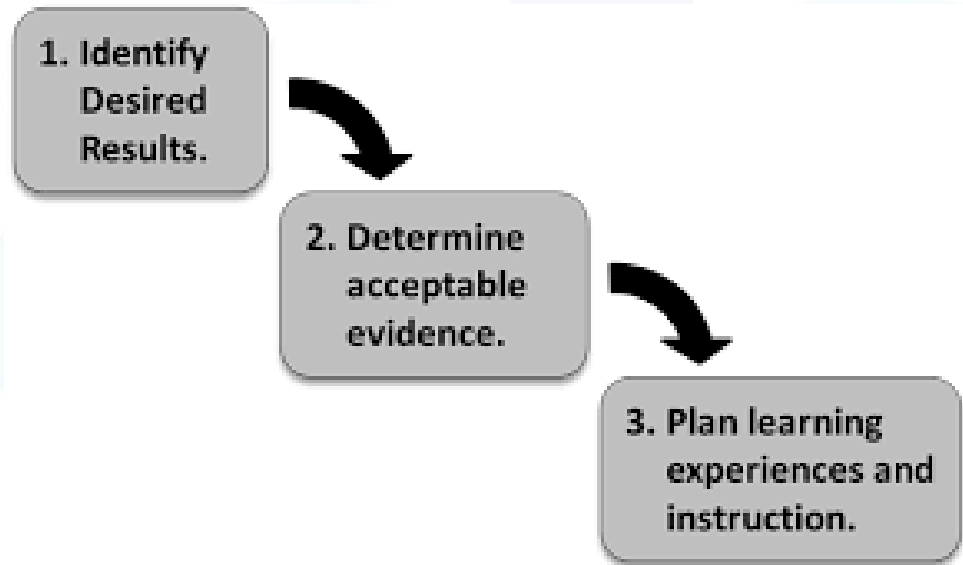 1. Identify
Desired
Results.
2. Determine
acceptable
evidence.
3. Plan learning
experiences and
instruction.